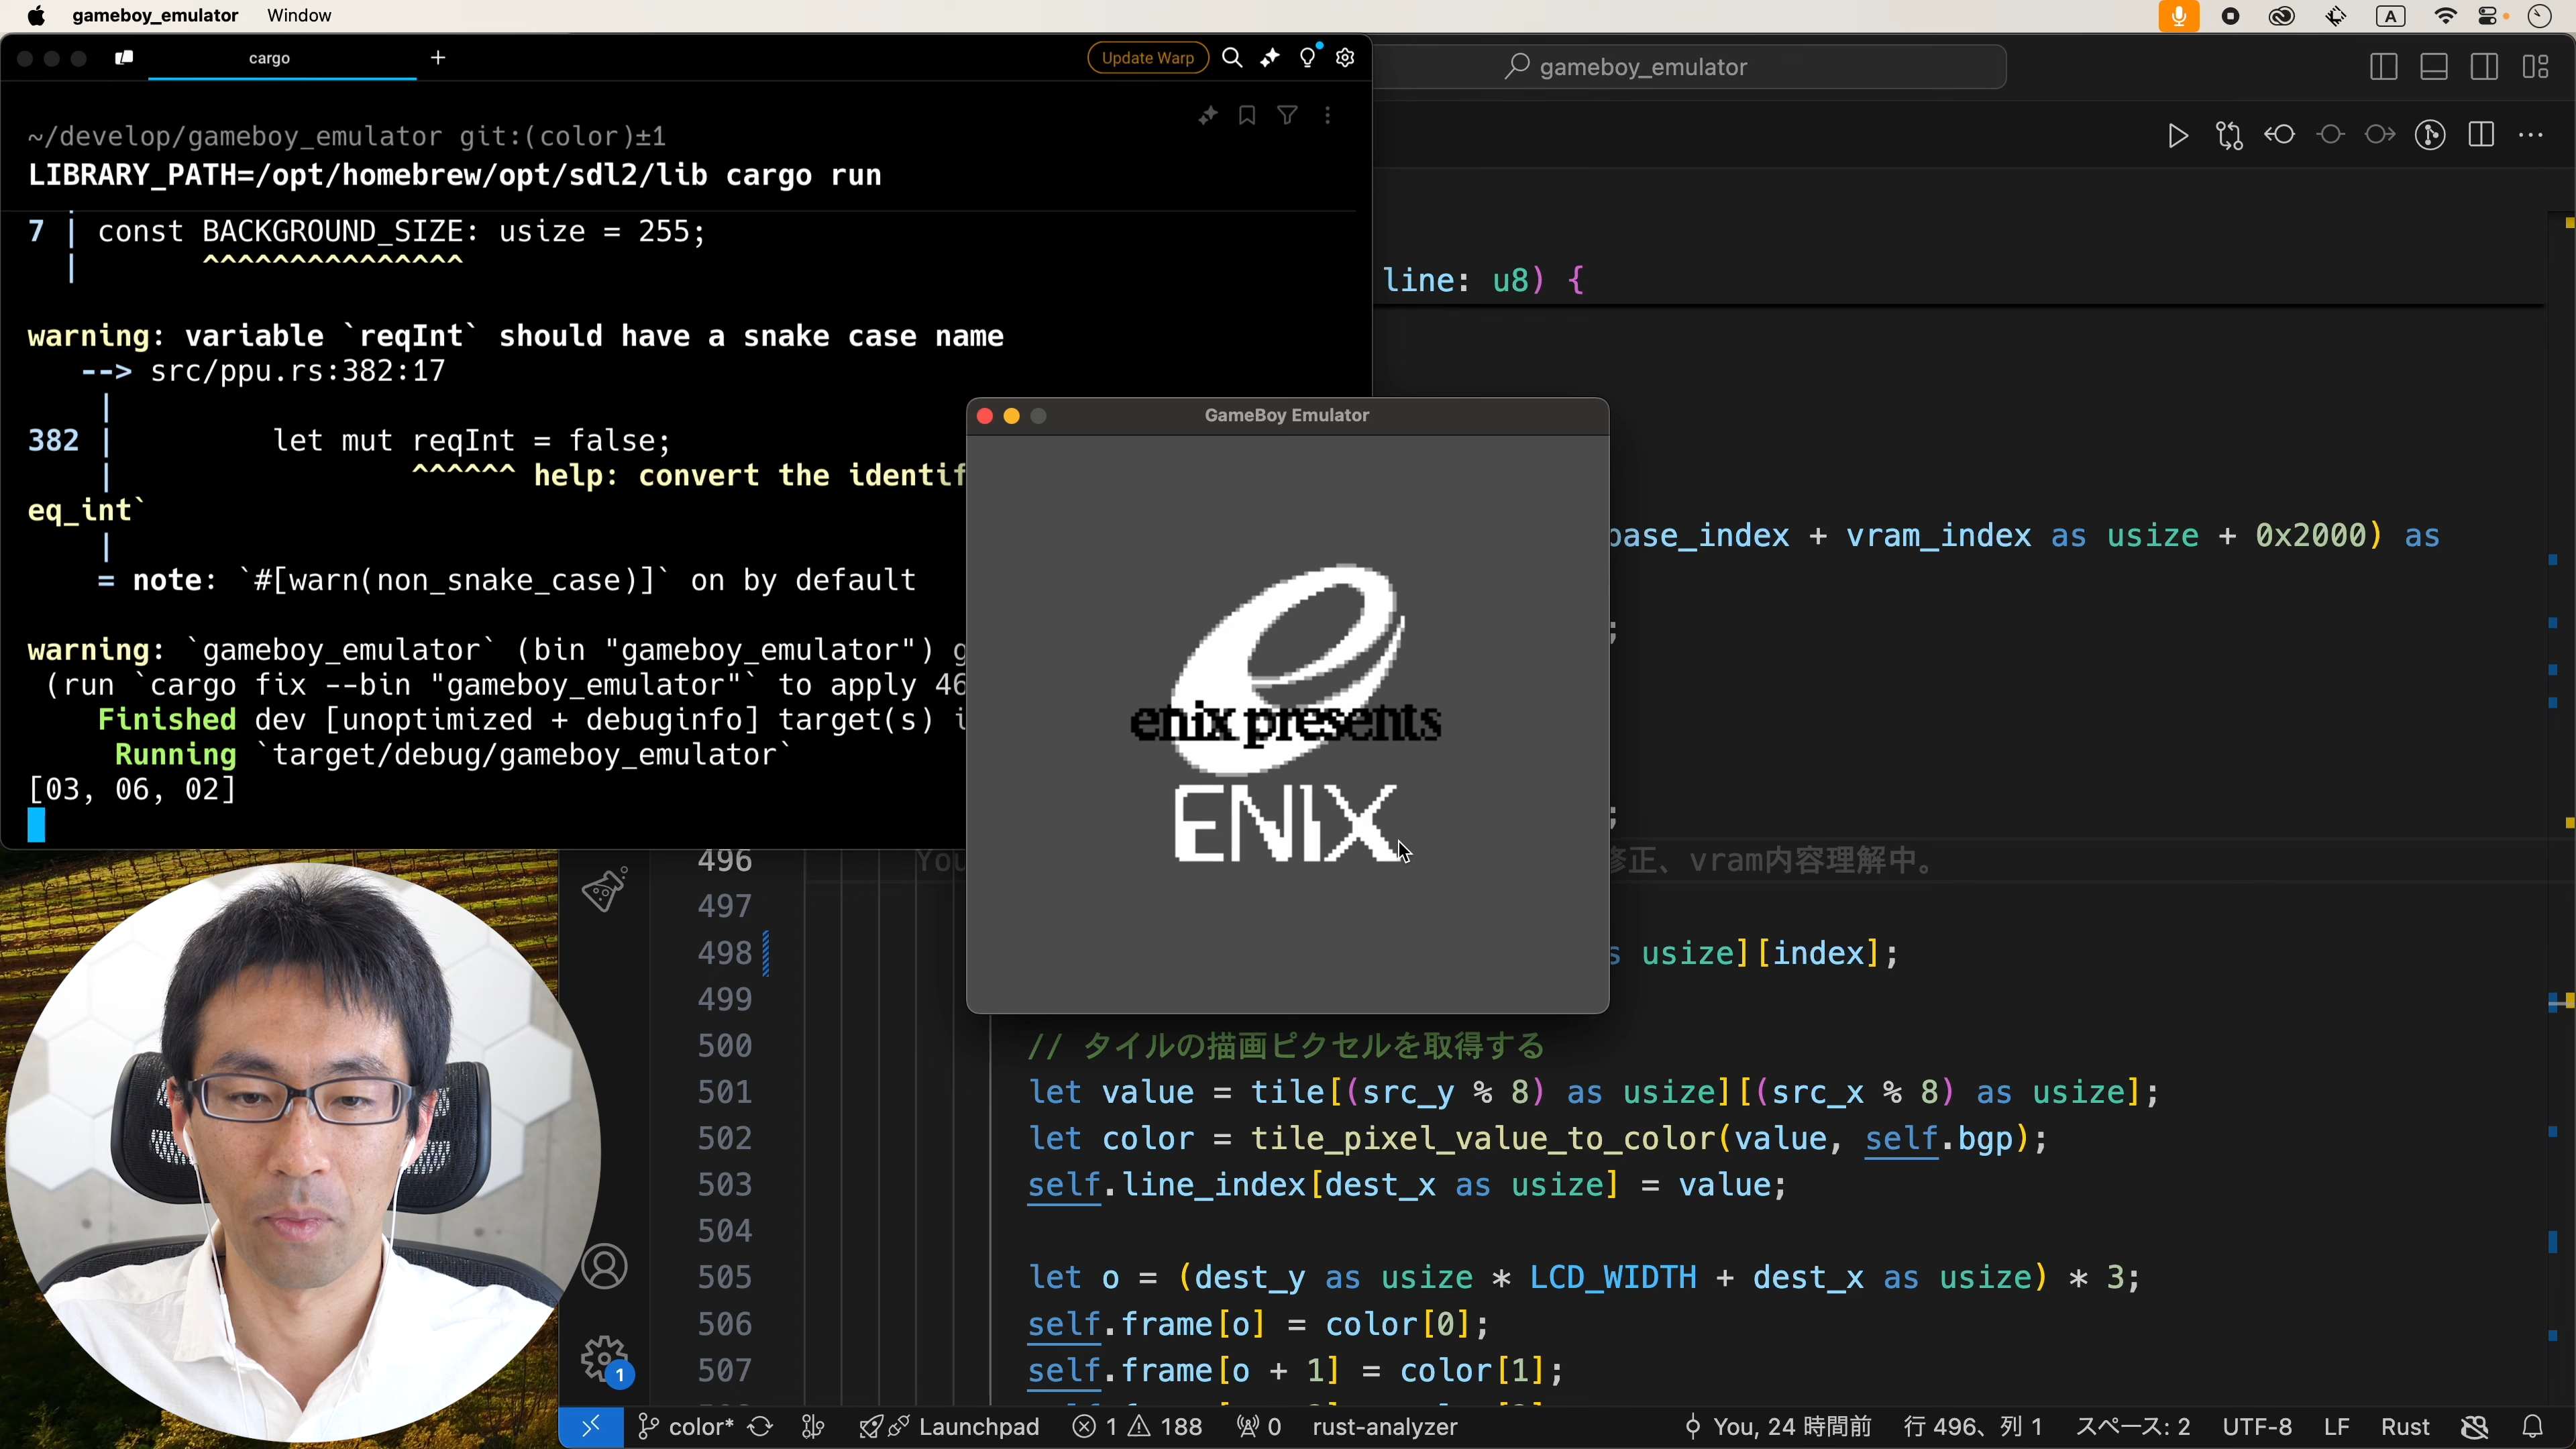 gameboy_emulator Window
A
cargo
+
Update Warp
gameboy_emulator
~/develop/gameboy_emulator git:(color)±1
LIBRARY_PATH=/opt/homebrew/opt/sdl2/lib cargo run
7 | const BACKGROUND_SIZE: usize = 255;
| ^^^^^^^^^^^^^^^
line: u8) {
warning: variable `reqInt` should have a snake case name
--> src/ppu.rs:382:17
|
382 | let mut reqInt = false;
| ^^^^^^ help: convert the identif
eq_int`
|
= note: `#[warn(non_snake_case)]` on by default
warning: `gameboy_emulator` (bin "gameboy_emulator") g
(run `cargo fix --bin "gameboy_emulator"` to apply 46
Finished dev [unoptimized + debuginfo] target(s) i
Running `target/debug/gameboy_emulator`
[03, 06, 02]
GameBoy Emulator
enix presents
ENIX
base_index + vram_index as usize + 0x2000) as
;
;
496 You 修正、vram内容理解中。
497
498 s usize][index];
499
500 // タイルの描画ピクセルを取得する
501 let value = tile[(src_y % 8) as usize][(src_x % 8) as usize];
502 let color = tile_pixel_value_to_color(value, self.bgp);
503 self.line_index[dest_x as usize] = value;
504
505 let o = (dest_y as usize * LCD_WIDTH + dest_x as usize) * 3;
506 self.frame[o] = color[0];
507 self.frame[o + 1] = color[1];
1
color* Launchpad 1 188 0 rust-analyzer You, 24 時間前 行 496、列 1 スペース: 2 UTF-8 LF Rust